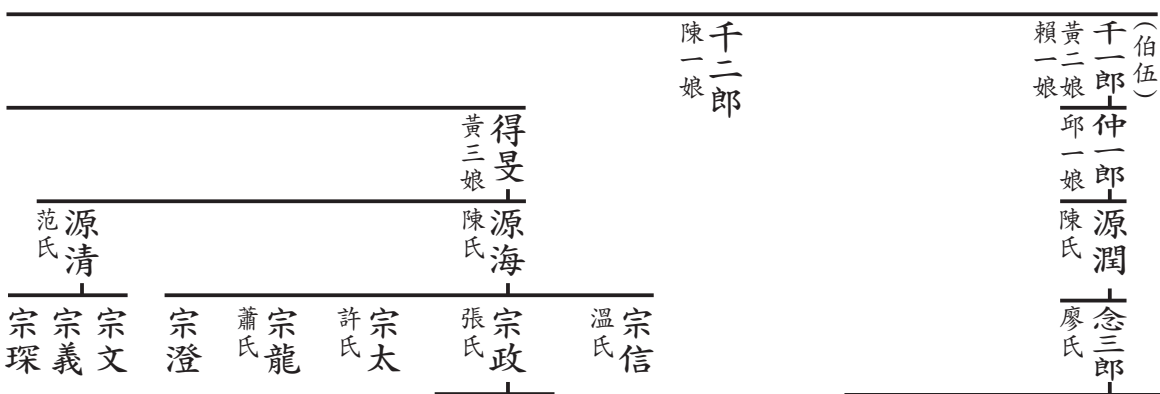 (伯伍)
千一郎
黃二娘
賴一娘
千二郎
陳一娘
仲一郎
邱一娘
得旻
黃三娘
源潤
陳氏
源海
陳氏
源清
范氏
念三郎
廖氏
宗信
溫氏
宗政
張氏
宗太
許氏
宗龍
蕭氏
宗澄
宗文
宗義
宗琛